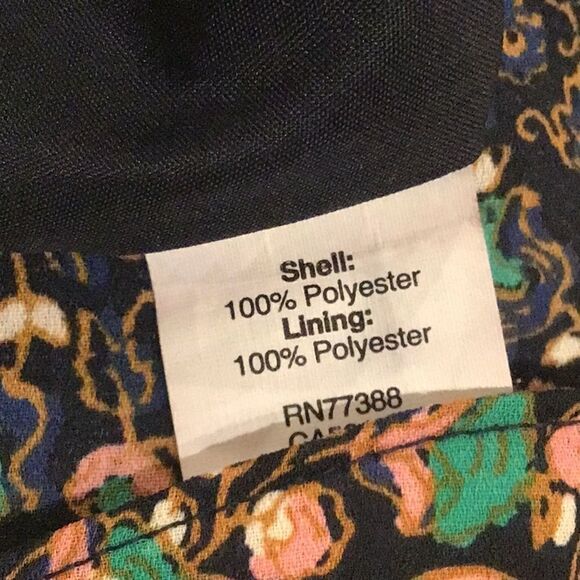 Shell:
100% Polyester
Lining:
100% Polyester
RN77388